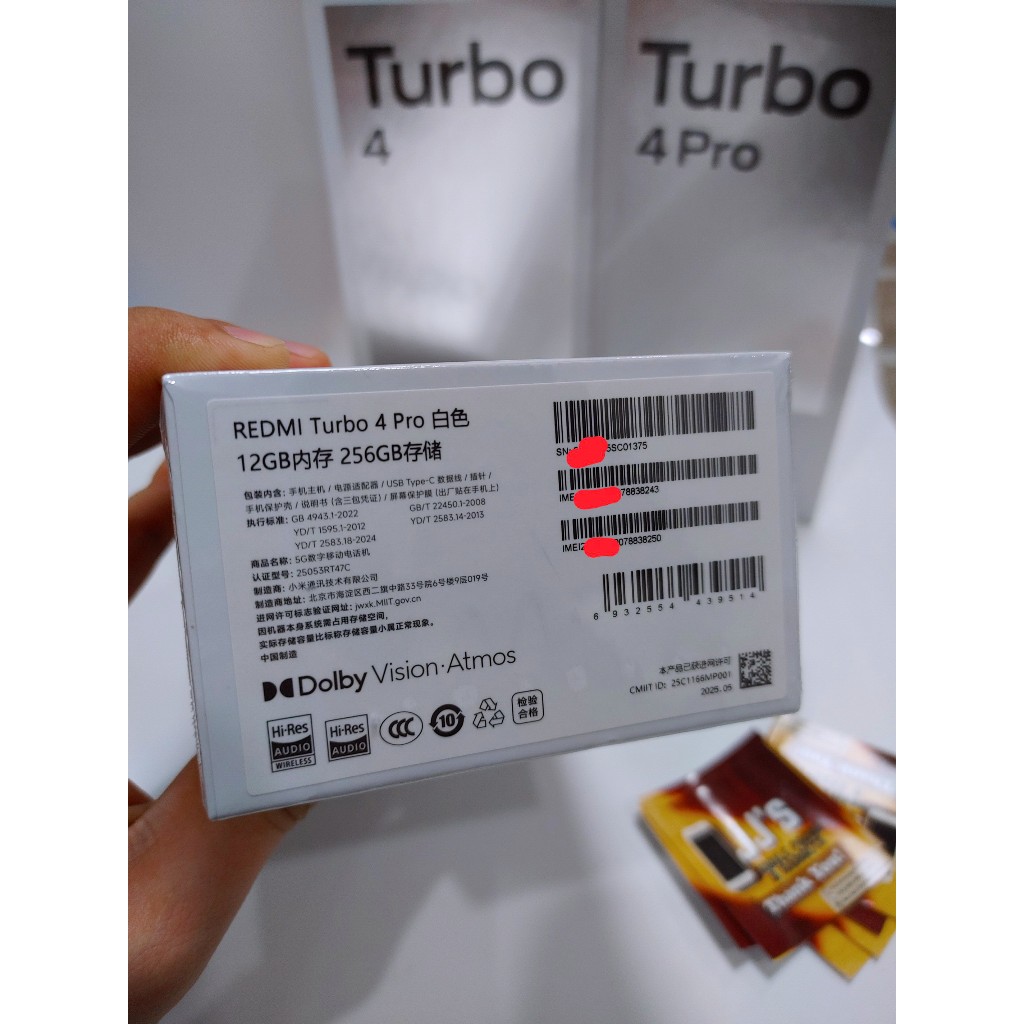 Turbo
4
Turbo
4 Pro
REDMI Turbo 4 Pro 白色
12GB内存 256GB存储
包装内含: 手机主机 / 电源适配器 / USB Type-C 数据线 / 插针 /
手机保护壳 / 说明书 (含三包凭证) / 屏幕保护膜 (出厂贴在手机上)
执行标准: GB 4943.1-2022 GB/T 22450.1-2008
YD/T 1595.1-2012 YD/T 2583.14-2013
YD/T 2583.18-2024
商品名称: 5G数字移动电话机
认证型号: 25053RT47C
制造商: 小米通讯技术有限公司
制造商地址: 北京市海淀区西二旗中路33号院6号楼9层019号
进网许可标志验证网址: jwxk.MIIT.gov.cn
因机器本身系统需占用存储空间,
实际存储容量比标称存储容量小属正常现象。
中国制造
Dolby Vision·Atmos
Hi-Res
AUDIO
WIRELESS
Hi-Res
AUDIO
CCC
10
检验
合格
SN: 5SC01375
IMEI 078838243
IMEI2 078838250
6 932554 439514
本产品已获进网许可
CMIIT ID: 25C1166MP001
2025.05
JJ's
Thank You!